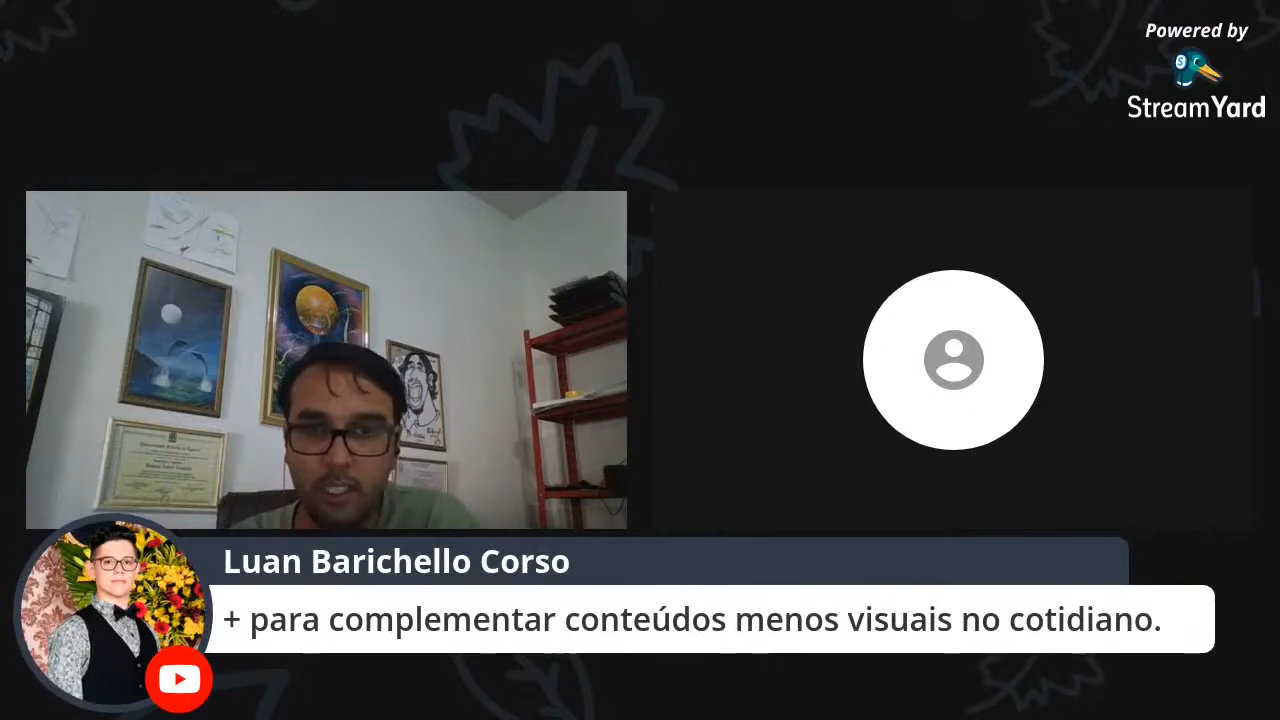 Powered by
StreamYard
Luan Barichello Corso
+ para complementar conteúdos menos visuais no cotidiano.